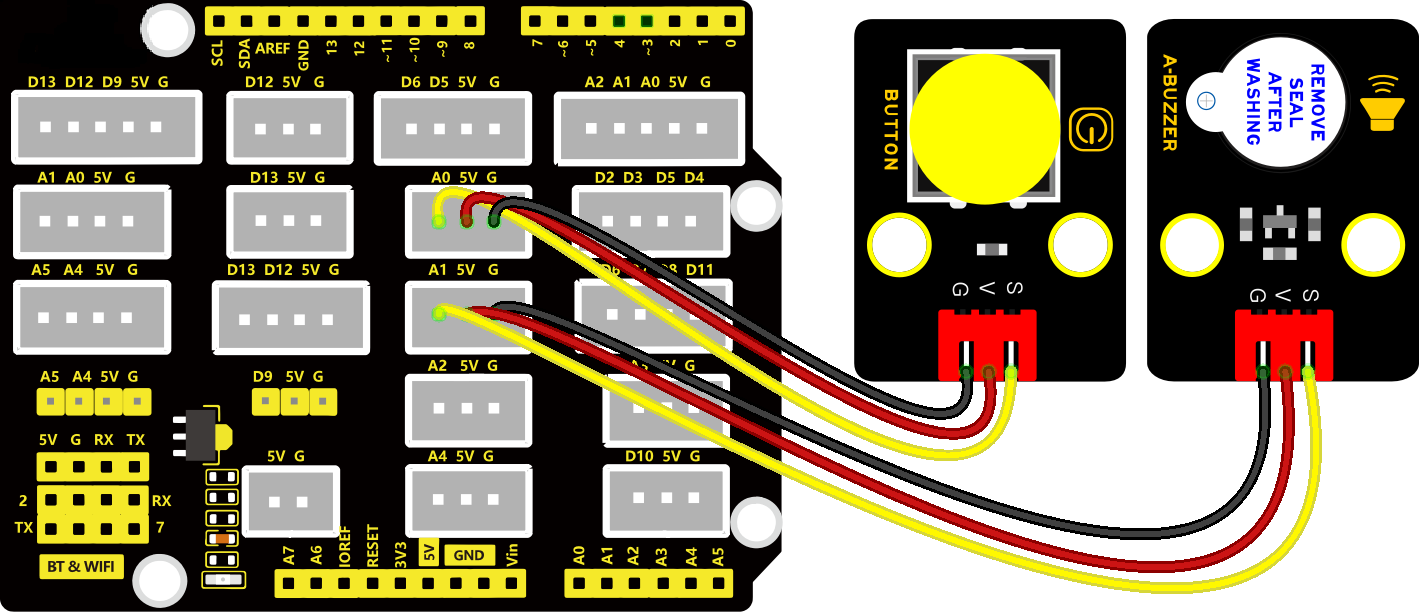 SCL SDA AREF GND 13 12 ~11 ~10 ~9 8
7 ~6 ~5 4 ~3 2 1 0
D13 D12 D9 5V G
D12 5V G
D6 D5 5V G
A2 A1 A0 5V G
A1 A0 5V G
D13 5V G
A0 5V G
D2 D3 D5 D4
A5 A4 5V G
D13 D12 5V G
A1 5V G
D8 D11
A2 5V G
A5 A4 5V G
D9 5V G
5V G RX TX
2 RX
TX 7
BT & WIFI
5V G
A4 5V G
D10 5V G
A7 A6 IOREF RESET 3V3 5V GND Vin
A0 A1 A2 A3 A4 A5
BUTTON
G V S
A-BUZZER
REMOVE
SEAL
AFTER
WASHING
G V S